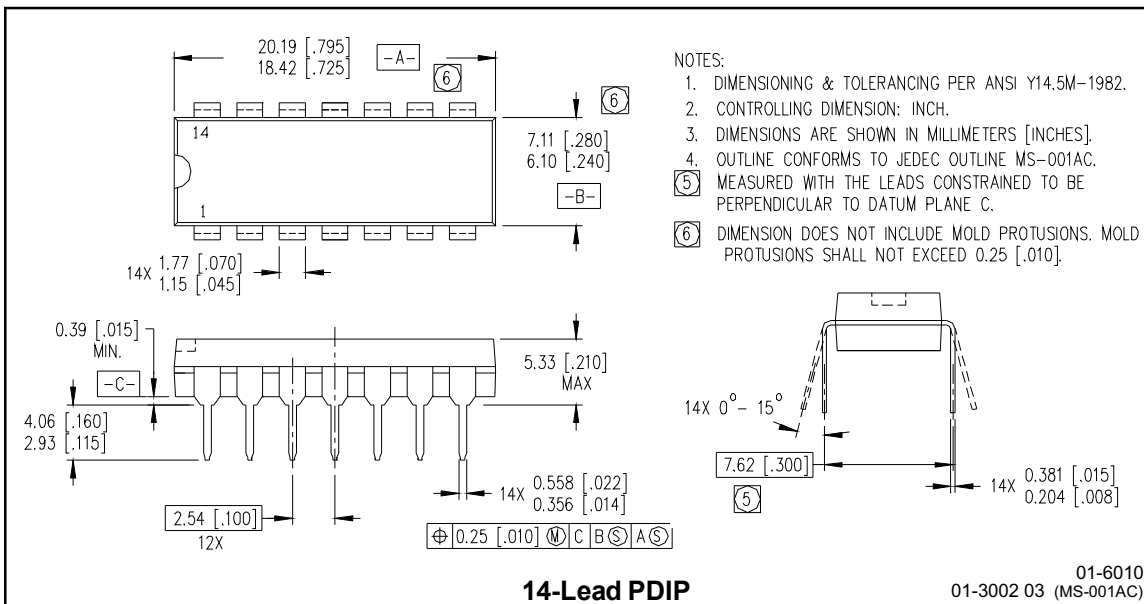 20.19 [.795]
18.42 [.725]
-A-
6
6
14
1
7.11 [.280]
6.10 [.240]
-B-
14X 1.77 [.070]
1.15 [.045]
NOTES:
1. DIMENSIONING & TOLERANCING PER ANSI Y14.5M-1982.
2. CONTROLLING DIMENSION: INCH.
3. DIMENSIONS ARE SHOWN IN MILLIMETERS [INCHES].
4. OUTLINE CONFORMS TO JEDEC OUTLINE MS-001AC.
5 MEASURED WITH THE LEADS CONSTRAINED TO BE
PERPENDICULAR TO DATUM PLANE C.
6 DIMENSION DOES NOT INCLUDE MOLD PROTUSIONS. MOLD
PROTUSIONS SHALL NOT EXCEED 0.25 [.010].
0.39 [.015]
MIN.
-C-
4.06 [.160]
2.93 [.115]
5.33 [.210]
MAX
2.54 [.100]
12X
14X 0.558 [.022]
0.356 [.014]
⌖ 0.25 [.010] Ⓜ C B Ⓢ A Ⓢ
14X 0°- 15°
7.62 [.300]
5
14X 0.381 [.015]
0.204 [.008]
14-Lead PDIP
01-6010
01-3002 03 (MS-001AC)